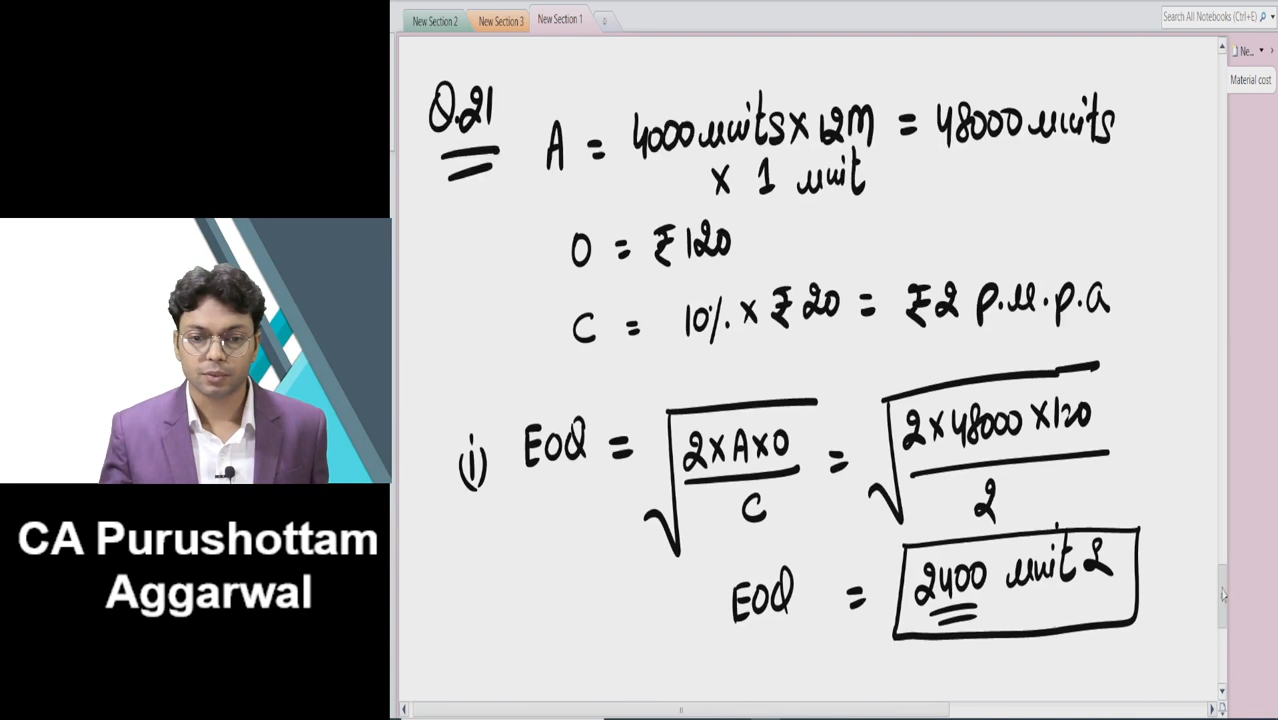 New Section 2 New Section 3 New Section 1
Search All Notebooks (Ctrl+E)
Ne...
Material cost
Q.21
A = 4000 units × 12M = 48000 units
× 1 unit
O = ₹120
C = 10% × ₹20 = ₹2 p.u.p.a
(i) EOQ = √(2×A×O / C) = √(2×48000×120 / 2)
EOQ = 2400 units
CA Purushottam
Aggarwal